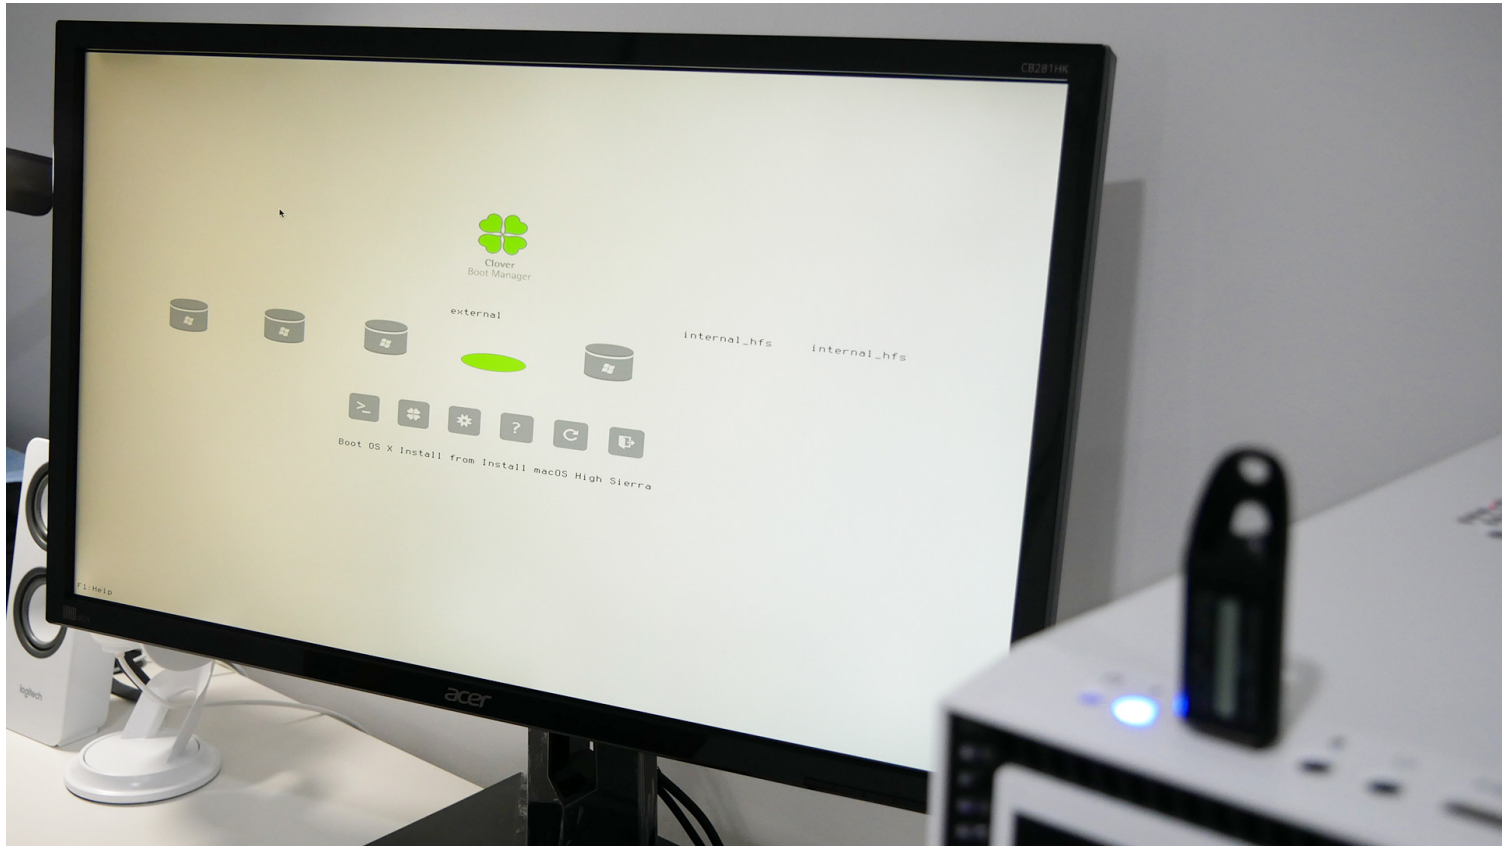 CB281HK
Clover
Boot Manager
external
internal_hfs
internal_hfs
>_
?
Boot OS X Install from Install macOS High Sierra
F1:Help
acer
logitech